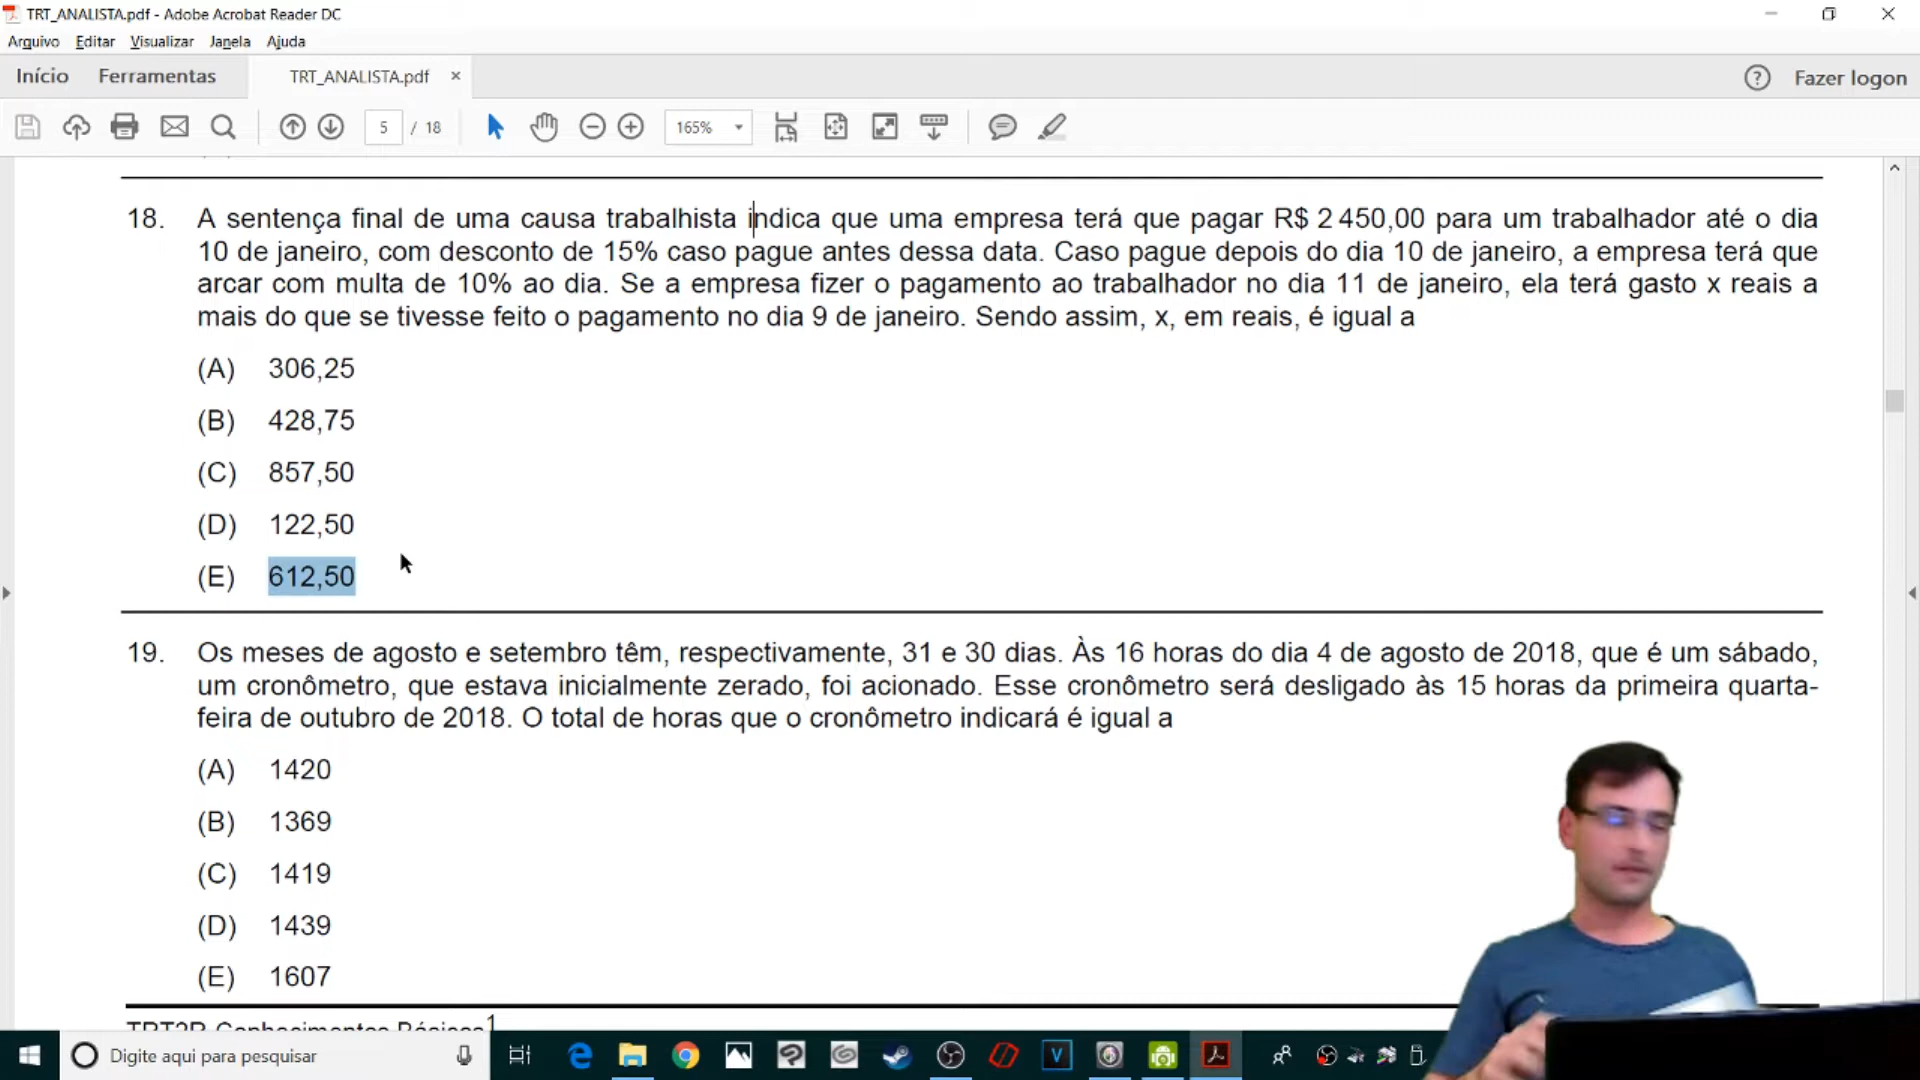 TRT_ANALISTA.pdf - Adobe Acrobat Reader DC
Arquivo Editar Visualizar Janela Ajuda
Início Ferramentas TRT_ANALISTA.pdf × ? Fazer logon
5 / 18 165%
18. A sentença final de uma causa trabalhista indica que uma empresa terá que pagar R$ 2 450,00 para um trabalhador até o dia
10 de janeiro, com desconto de 15% caso pague antes dessa data. Caso pague depois do dia 10 de janeiro, a empresa terá que
arcar com multa de 10% ao dia. Se a empresa fizer o pagamento ao trabalhador no dia 11 de janeiro, ela terá gasto x reais a
mais do que se tivesse feito o pagamento no dia 9 de janeiro. Sendo assim, x, em reais, é igual a
(A) 306,25
(B) 428,75
(C) 857,50
(D) 122,50
(E) 612,50
19. Os meses de agosto e setembro têm, respectivamente, 31 e 30 dias. Às 16 horas do dia 4 de agosto de 2018, que é um sábado,
um cronômetro, que estava inicialmente zerado, foi acionado. Esse cronômetro será desligado às 15 horas da primeira quarta-
feira de outubro de 2018. O total de horas que o cronômetro indicará é igual a
(A) 1420
(B) 1369
(C) 1419
(D) 1439
(E) 1607
TRT2R-Conhecimentos Básicos1
Digite aqui para pesquisar